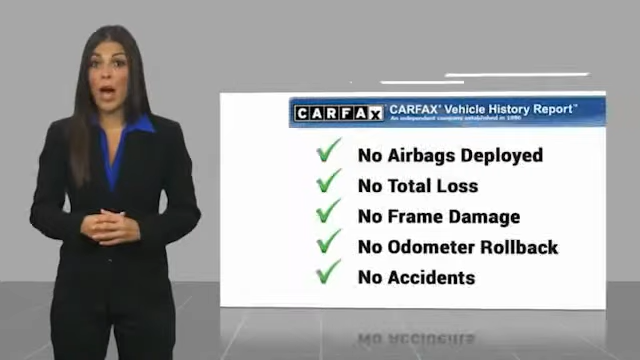 CARFAX CARFAX Vehicle History Report™
An independent company established in 1986
No Airbags Deployed
No Total Loss
No Frame Damage
No Odometer Rollback
No Accidents